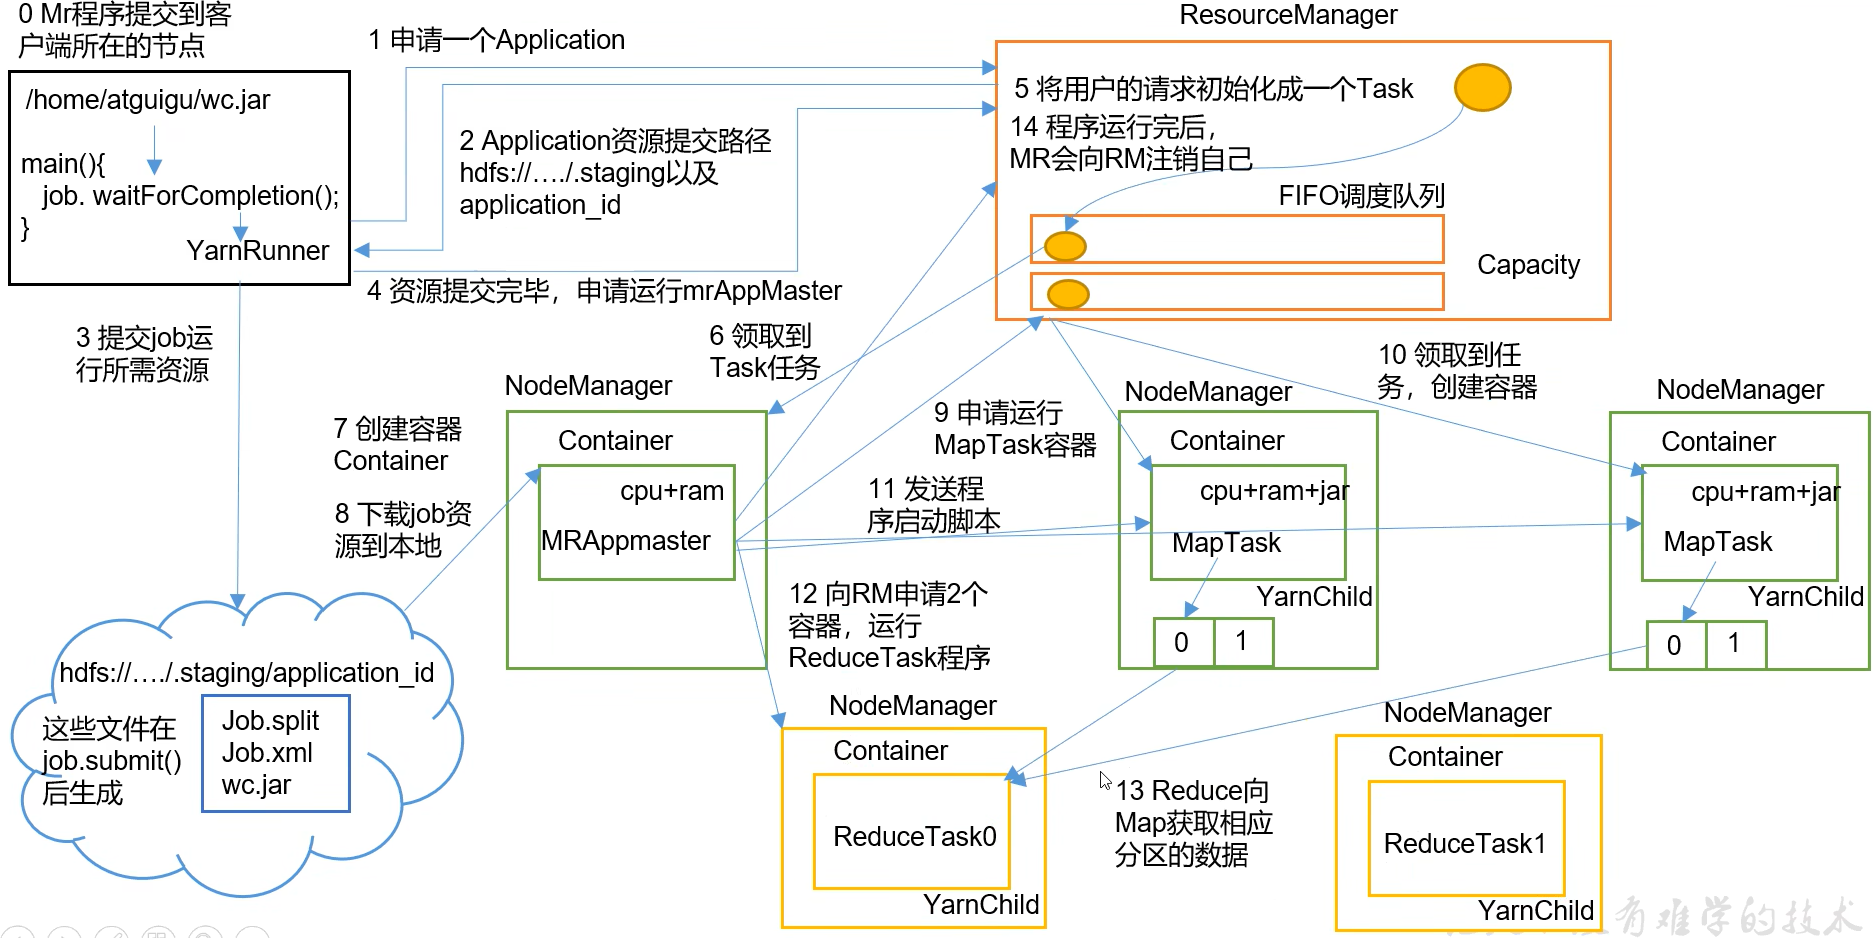 0 Mr程序提交到客
户端所在的节点
/home/atguigu/wc.jar
main(){
job. waitForCompletion();
}
YarnRunner
1 申请一个Application
2 Application资源提交路径
hdfs://…./.staging以及
application_id
4 资源提交完毕，申请运行mrAppMaster
3 提交job运
行所需资源
ResourceManager
5 将用户的请求初始化成一个Task
14 程序运行完后，
MR会向RM注销自己
FIFO调度队列
Capacity
6 领取到
Task任务
7 创建容器
Container
8 下载job资
源到本地
NodeManager
Container
cpu+ram
MRAppmaster
9 申请运行
MapTask容器
10 领取到任
务，创建容器
11 发送程
序启动脚本
NodeManager
Container
cpu+ram+jar
MapTask
YarnChild
0 1
NodeManager
Container
cpu+ram+jar
MapTask
YarnChild
0 1
12 向RM申请2个
容器，运行
ReduceTask程序
hdfs://…./.staging/application_id
这些文件在
job.submit()
后生成
Job.split
Job.xml
wc.jar
NodeManager
Container
ReduceTask0
YarnChild
13 Reduce向
Map获取相应
分区的数据
NodeManager
Container
ReduceTask1
YarnChild
有难学的技术